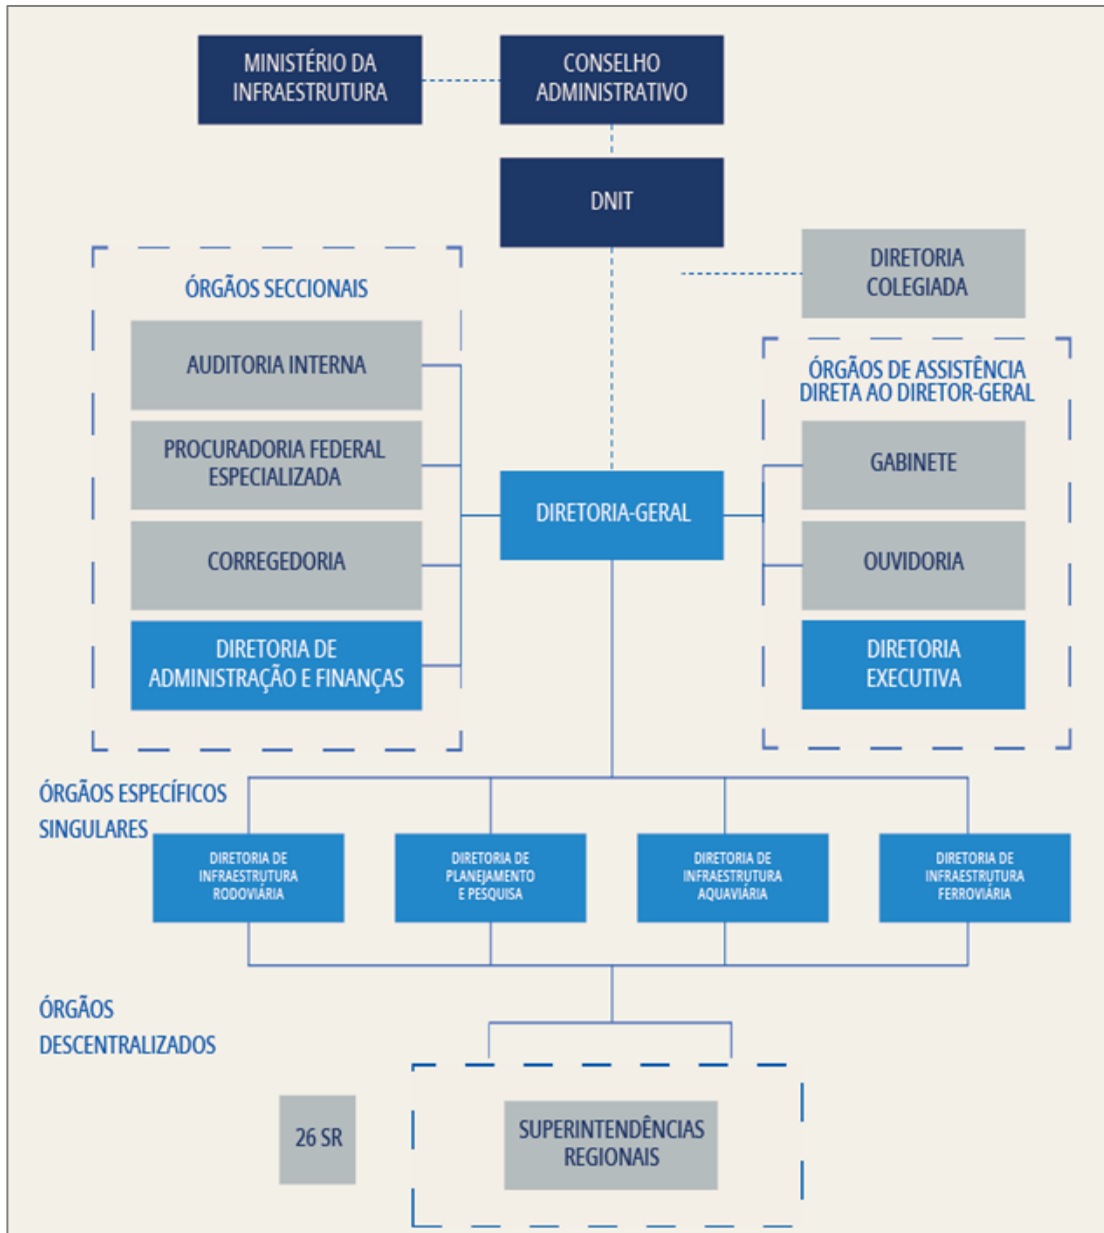 MINISTÉRIO DA
INFRAESTRUTURA
CONSELHO
ADMINISTRATIVO
DNIT
DIRETORIA
COLEGIADA
ÓRGÃOS SECCIONAIS
AUDITORIA INTERNA
PROCURADORIA FEDERAL
ESPECIALIZADA
CORREGEDORIA
DIRETORIA DE
ADMINISTRAÇÃO E FINANÇAS
DIRETORIA-GERAL
ÓRGÃOS DE ASSISTÊNCIA
DIRETA AO DIRETOR-GERAL
GABINETE
OUVIDORIA
DIRETORIA
EXECUTIVA
ÓRGÃOS ESPECÍFICOS
SINGULARES
DIRETORIA DE
INFRAESTRUTURA
RODOVIÁRIA
DIRETORIA DE
PLANEJAMENTO
E PESQUISA
DIRETORIA DE
INFRAESTRUTURA
AQUAVIÁRIA
DIRETORIA DE
INFRAESTRUTURA
FERROVIÁRIA
ÓRGÃOS
DESCENTRALIZADOS
26 SR
SUPERINTENDÊNCIAS
REGIONAIS